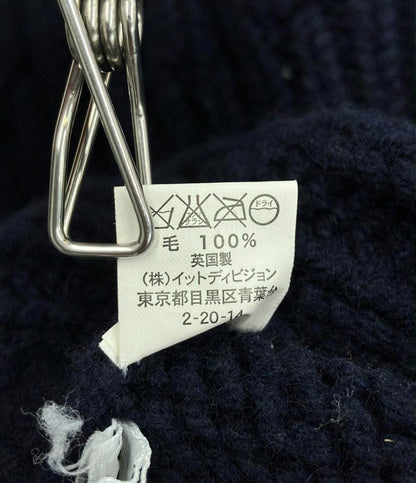 ドライ
毛 100%
英国製
(株)イットディビジョン
東京都目黒区青葉台
2-20-14